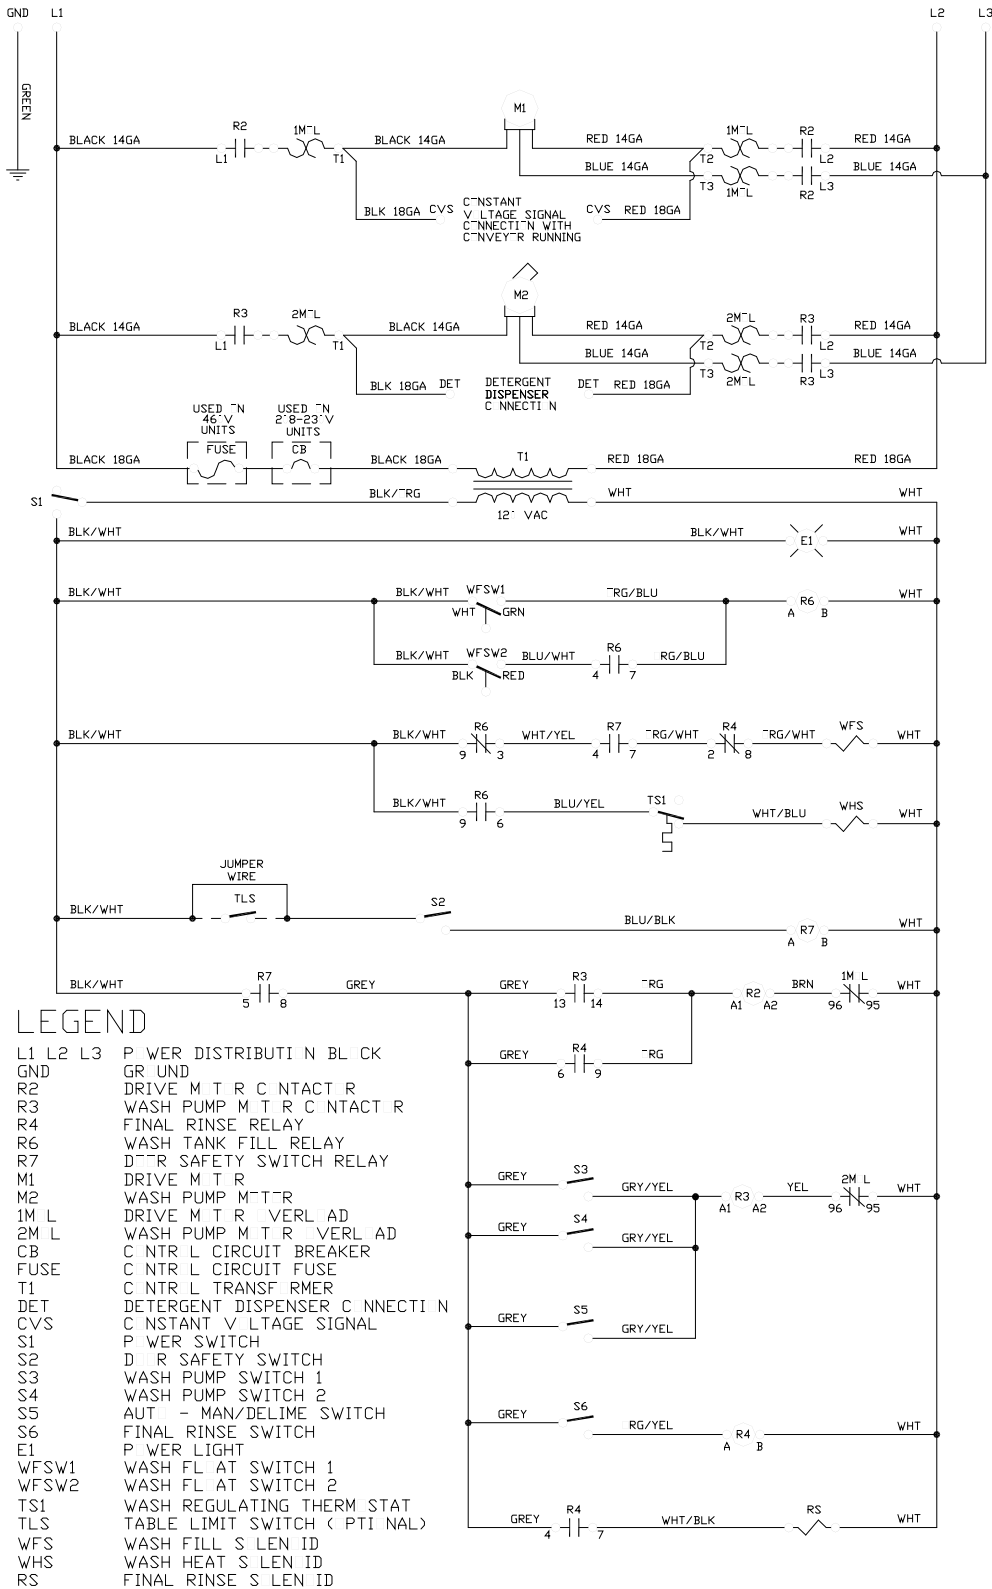 GND L1 L2 L3
GREEN
BLACK 14GA R2 1M¯L BLACK 14GA M1 RED 14GA 1M¯L R2 RED 14GA
L1 T1 T2 L2
BLUE 14GA BLUE 14GA
T3 1M¯L R2 L3
BLK 18GA CVS C¯NSTANT CVS RED 18GA
V LTAGE SIGNAL
C¯NNECTI¯N WITH
C¯NVEY¯R RUNNING
M2
BLACK 14GA R3 2M¯L BLACK 14GA RED 14GA 2M¯L R3 RED 14GA
L1 T1 T2 L2
BLUE 14GA BLUE 14GA
T3 2M¯L R3 L3
BLK 18GA DET DETERGENT DET RED 18GA
DISPENSER
C NNECTI N
USED ¯N USED ¯N
46¯V 2¯8-23¯V
UNITS UNITS
FUSE CB
BLACK 18GA BLACK 18GA T1 RED 18GA RED 18GA
S1 BLK/¯RG WHT WHT
12¯ VAC
BLK/WHT BLK/WHT E1 WHT
BLK/WHT BLK/WHT WFSW1 ¯RG/BLU R6 WHT
WHT GRN A B
BLK/WHT WFSW2 BLU/WHT R6 RG/BLU
BLK RED 4 7
BLK/WHT BLK/WHT R6 WHT/YEL R7 ¯RG/WHT R4 ¯RG/WHT WFS WHT
9 3 4 7 2 8
BLK/WHT R6 BLU/YEL TS1 WHT/BLU WHS WHT
9 6
JUMPER
WIRE
BLK/WHT TLS S2 BLU/BLK R7 WHT
A B
BLK/WHT R7 GREY GREY R3 ¯RG R2 BRN 1M L WHT
5 8 13 14 A1 A2 96 95
GREY R4 ¯RG
6 9
GREY S3 GRY/YEL R3 YEL 2M L WHT
A1 A2 96 95
GREY S4 GRY/YEL
GREY S5 GRY/YEL
GREY S6 RG/YEL R4 WHT
A B
GREY R4 WHT/BLK RS WHT
4 7
LEGEND
L1 L2 L3 P WER DISTRIBUTI N BL CK
GND GR UND
R2 DRIVE M T R C NTACT R
R3 WASH PUMP M T R C NTACT R
R4 FINAL RINSE RELAY
R6 WASH TANK FILL RELAY
R7 D¯¯R SAFETY SWITCH RELAY
M1 DRIVE M T R
M2 WASH PUMP M¯T¯R
1M L DRIVE M T R VERL AD
2M L WASH PUMP M T R VERL AD
CB C NTR L CIRCUIT BREAKER
FUSE C NTR L CIRCUIT FUSE
T1 C NTR L TRANSF RMER
DET DETERGENT DISPENSER C NNECTI N
CVS C NSTANT V LTAGE SIGNAL
S1 P WER SWITCH
S2 D R SAFETY SWITCH
S3 WASH PUMP SWITCH 1
S4 WASH PUMP SWITCH 2
S5 AUT - MAN/DELIME SWITCH
S6 FINAL RINSE SWITCH
E1 P WER LIGHT
WFSW1 WASH FL AT SWITCH 1
WFSW2 WASH FL AT SWITCH 2
TS1 WASH REGULATING THERM STAT
TLS TABLE LIMIT SWITCH ( PTI NAL)
WFS WASH FILL S LEN ID
WHS WASH HEAT S LEN ID
RS FINAL RINSE S LEN ID